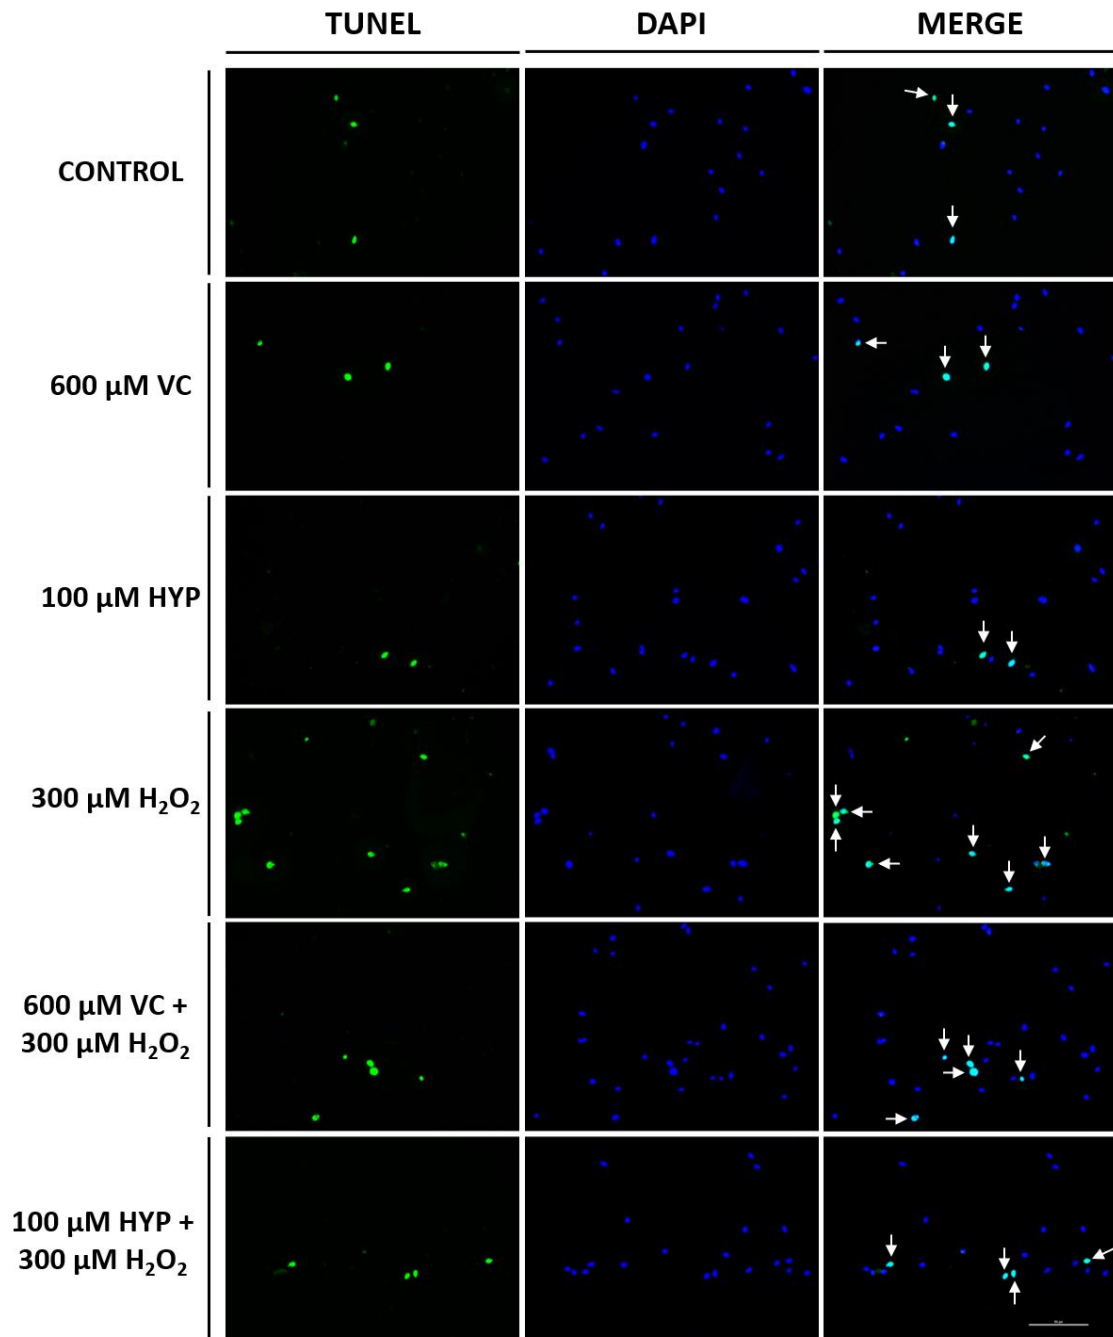 TUNEL DAPI MERGE
CONTROL
600 µM VC
100 µM HYP
300 µM H₂O₂
600 µM VC +
300 µM H₂O₂
100 µM HYP +
300 µM H₂O₂